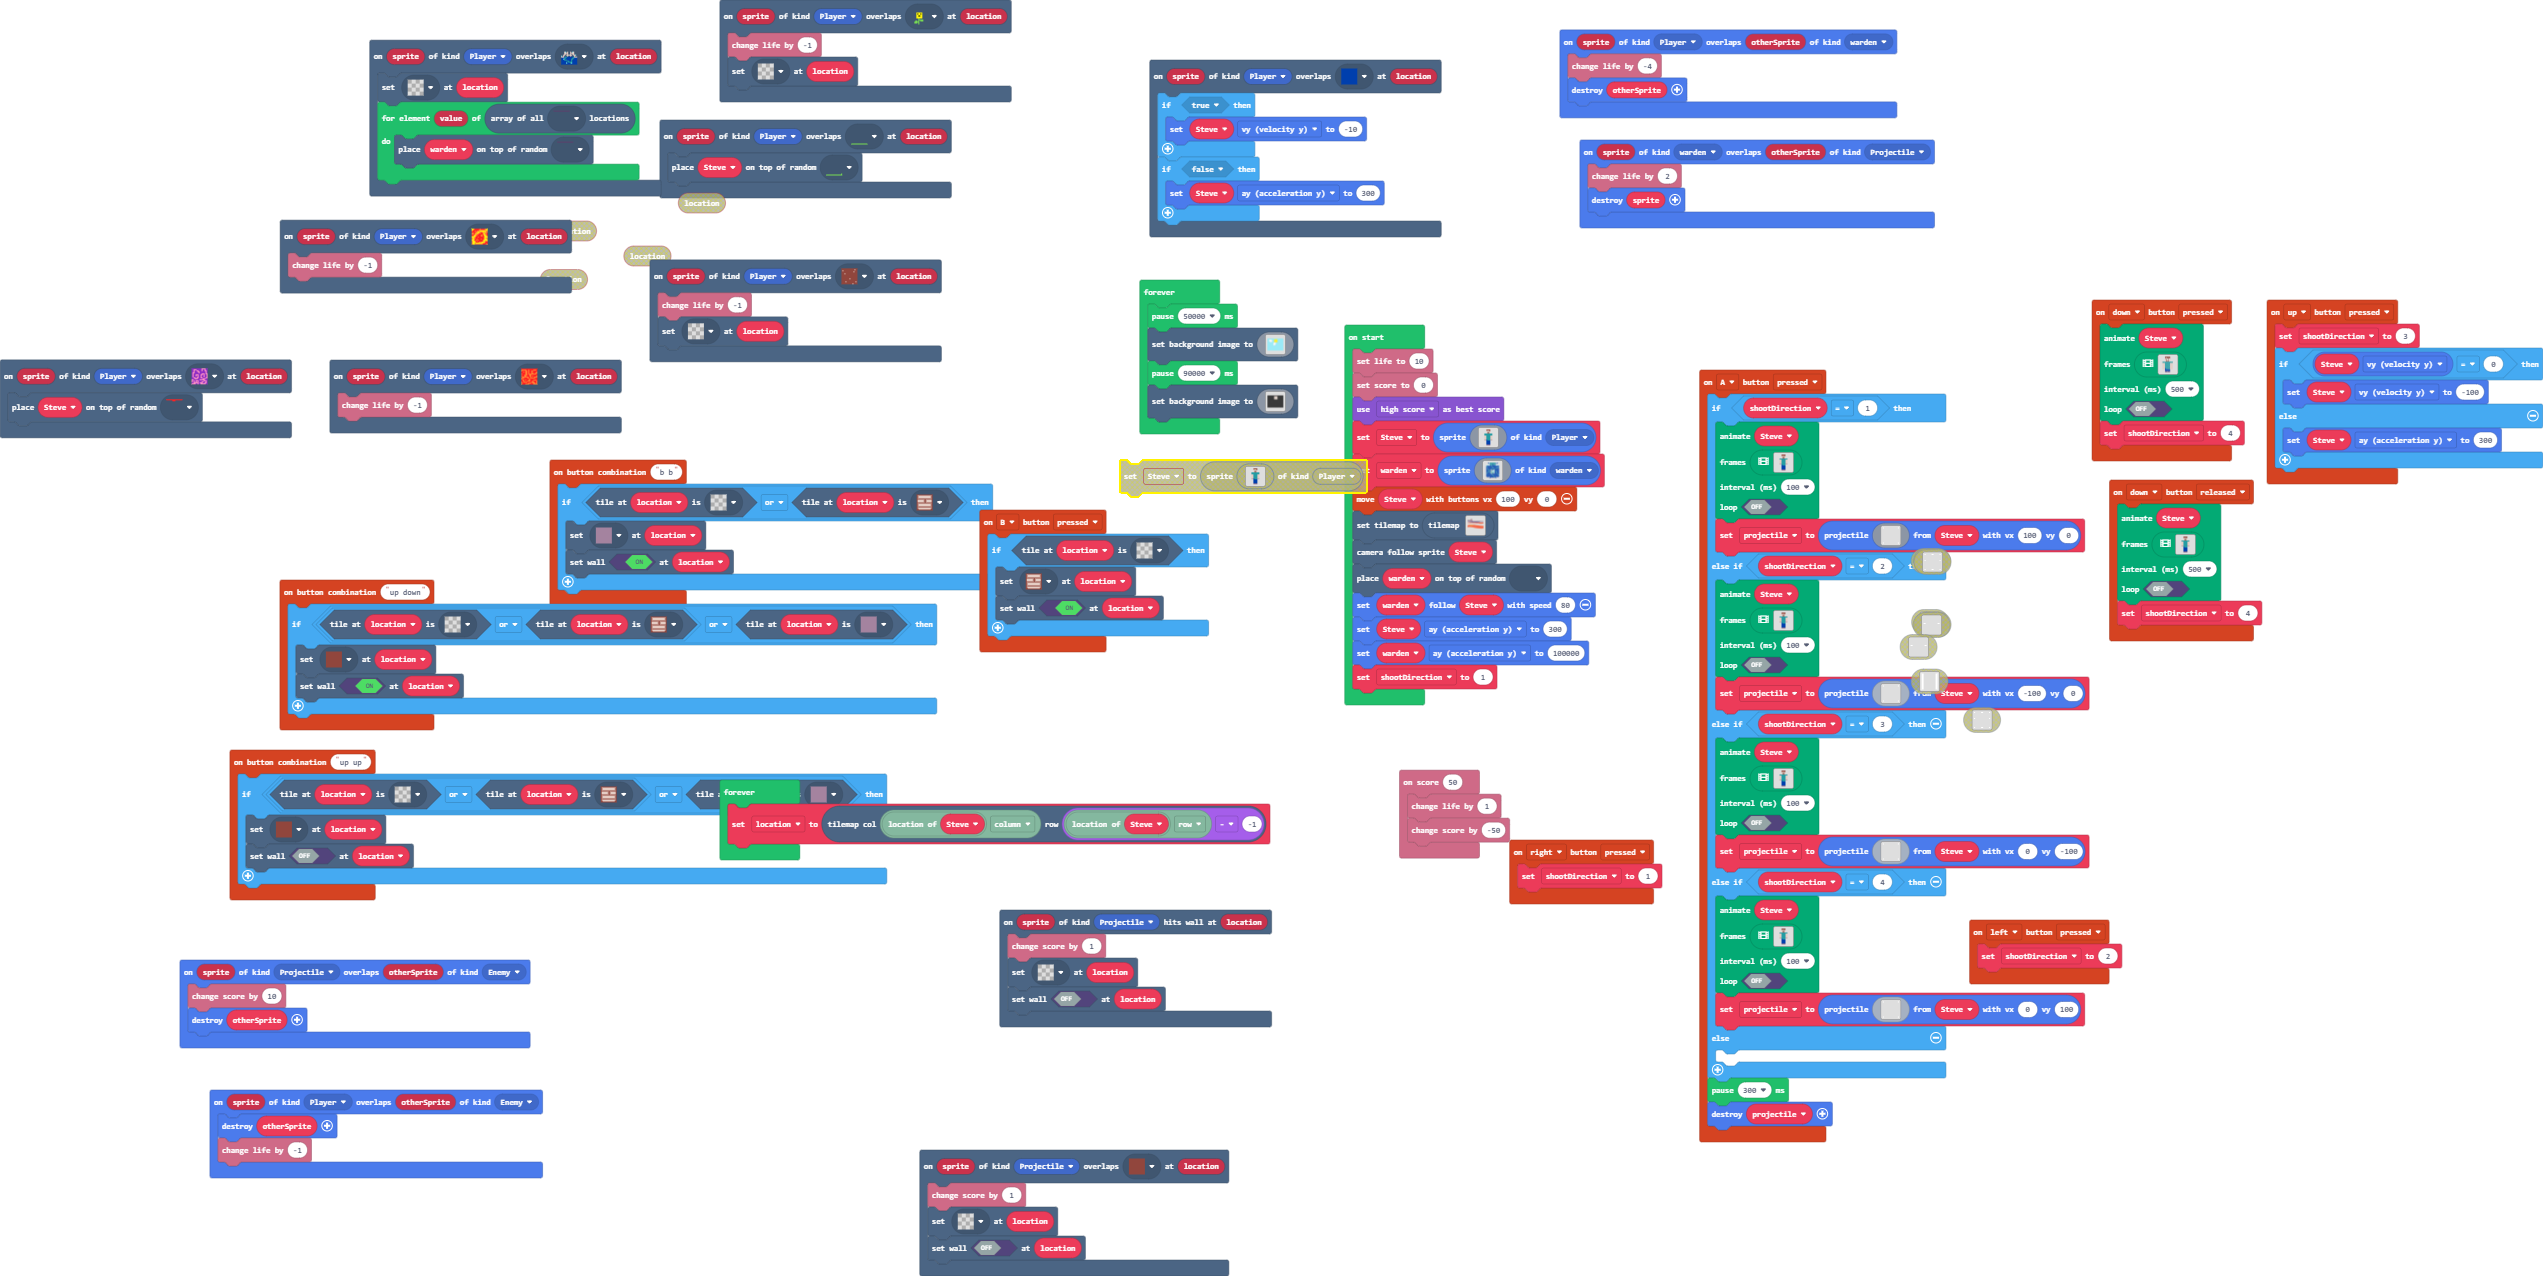 on sprite of kind Player overlaps at location
change life by -1
set at location
on sprite of kind Player overlaps at location
set at location
for element value of array of all locations
do place warden on top of random
on sprite of kind Player overlaps at location
place Steve on top of random
location
on sprite of kind Player overlaps at location
change life by -1
location
on sprite of kind Player overlaps at location
change life by -1
set at location
on sprite of kind Player overlaps at location
place Steve on top of random
on sprite of kind Player overlaps at location
change life by -1
on sprite of kind Player overlaps at location
if true then
set Steve vy (velocity y) to -10
if false then
set Steve ay (acceleration y) to 300
on sprite of kind Player overlaps otherSprite of kind warden
change life by -4
destroy otherSprite
on sprite of kind warden overlaps otherSprite of kind Projectile
change life by 2
destroy sprite
forever
pause 50000 ms
set background image to
pause 90000 ms
set background image to
on start
set life to 10
set score to 0
use high score as best score
set Steve to sprite of kind Player
warden to sprite of kind warden
move Steve with buttons vx 100 vy 0
set tilemap to tilemap
camera follow sprite Steve
place warden on top of random
set warden follow Steve with speed 80
set Steve ay (acceleration y) to 300
set warden ay (acceleration y) to 100000
set shootDirection to 1
set Steve to sprite of kind Player
on button combination "b b"
if tile at location is or tile at location is then
set at location
set wall ON at location
on B button pressed
if tile at location is then
set at location
set wall ON at location
on button combination "up down"
if tile at location is or tile at location is or tile at location is then
set at location
set wall ON at location
on button combination "up up"
if tile at location is or tile at location is or tile then
set at location
set wall OFF at location
forever
set location to tilemap col location of Steve column row location of Steve row - -1
on score 50
change life by 1
change score by -50
on right button pressed
set shootDirection to 1
on sprite of kind Projectile hits wall at location
change score by 1
set at location
set wall OFF at location
on sprite of kind Projectile overlaps otherSprite of kind Enemy
change score by 10
destroy otherSprite
on sprite of kind Player overlaps otherSprite of kind Enemy
destroy otherSprite
change life by -1
on sprite of kind Projectile overlaps at location
change score by 1
set at location
set wall OFF at location
on A button pressed
if shootDirection = 1 then
animate Steve
frames
interval (ms) 100
loop OFF
set projectile to projectile from Steve with vx 100 vy 0
else if shootDirection = 2
animate Steve
frames
interval (ms) 100
loop OFF
set projectile to projectile from Steve with vx -100 vy 0
else if shootDirection = 3 then
animate Steve
frames
interval (ms) 100
loop OFF
set projectile to projectile from Steve with vx 0 vy -100
else if shootDirection = 4 then
animate Steve
frames
interval (ms) 100
loop OFF
set projectile to projectile from Steve with vx 0 vy 100
else
pause 300 ms
destroy projectile
on left button pressed
set shootDirection to 2
on down button pressed
animate Steve
frames
interval (ms) 500
loop OFF
set shootDirection to 4
on down button released
animate Steve
frames
interval (ms) 500
loop OFF
set shootDirection to 4
on up button pressed
set shootDirection to 3
if Steve vy (velocity y) = 0 then
set Steve vy (velocity y) to -100
else
set Steve ay (acceleration y) to 300